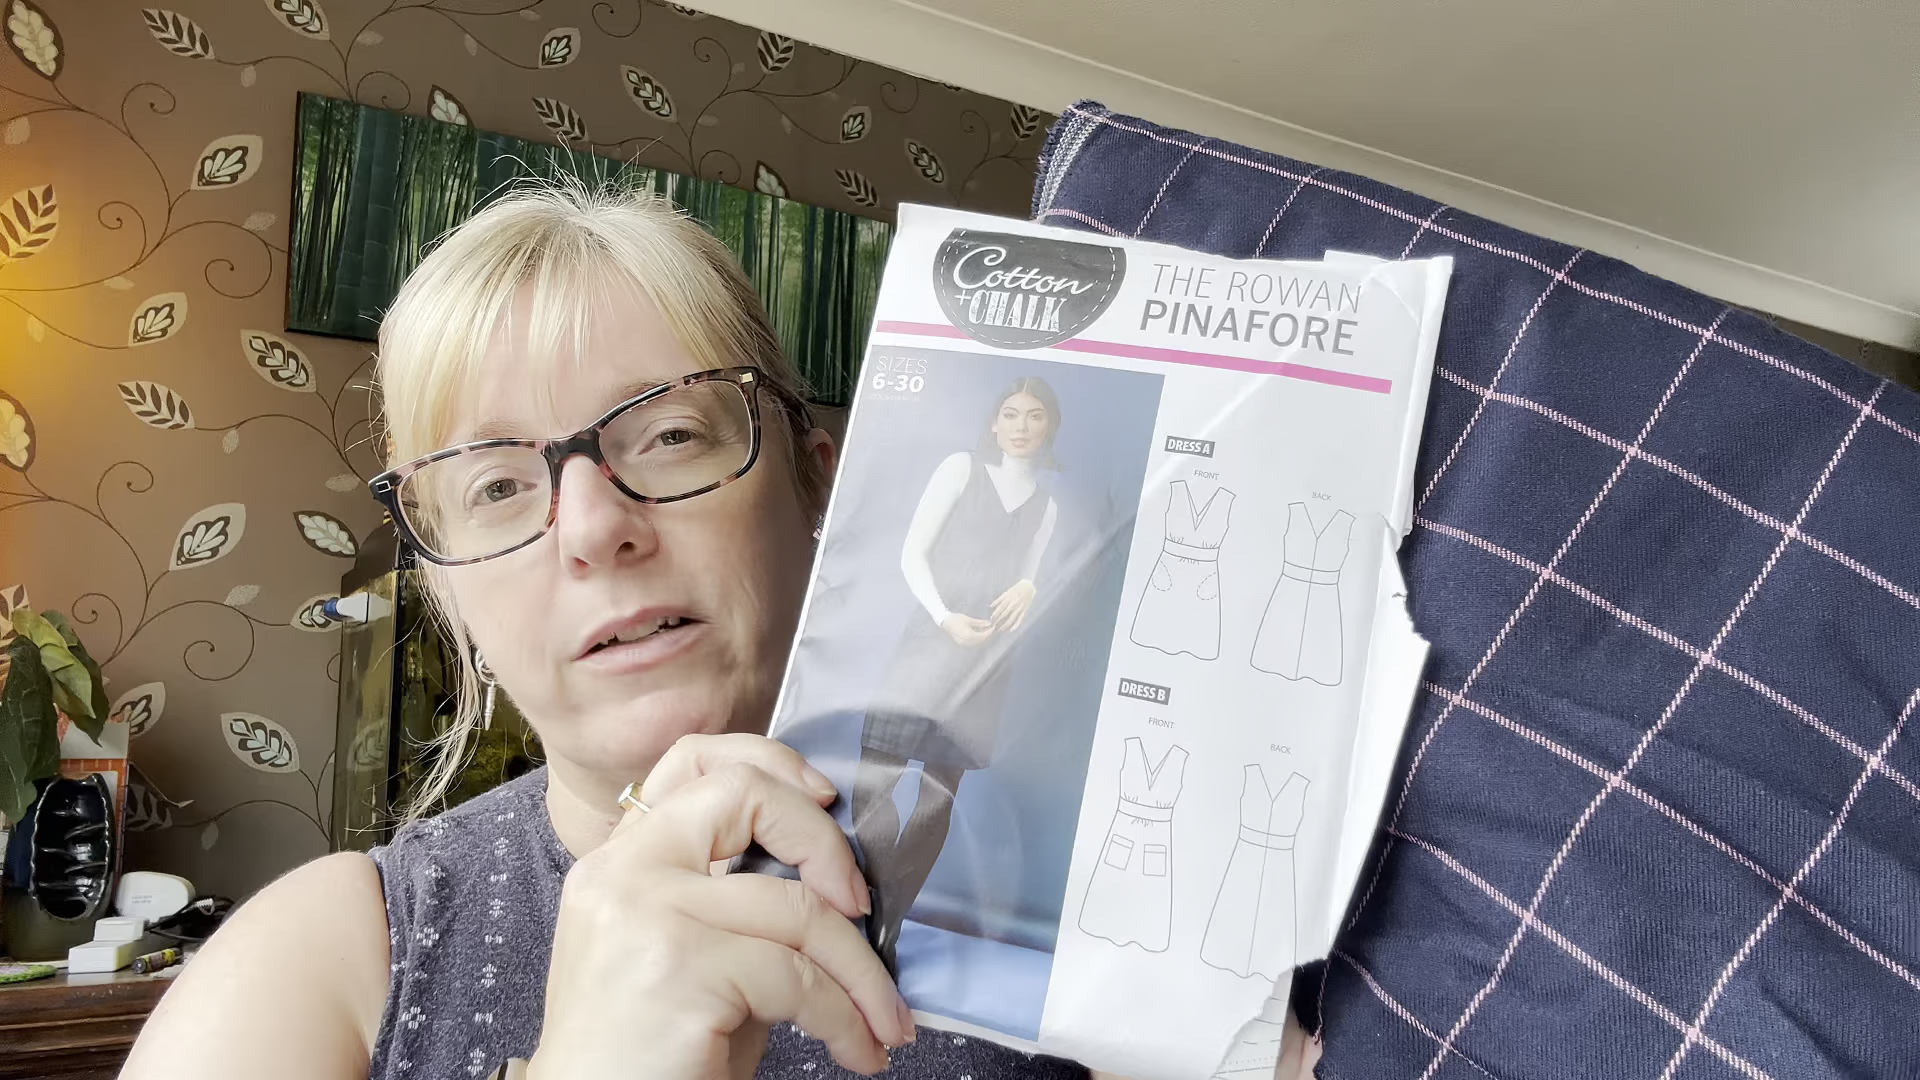 Cotton
+CHALK
THE ROWAN
PINAFORE
SIZES
6-30
DRESS A
FRONT
BACK
DRESS B
FRONT
BACK